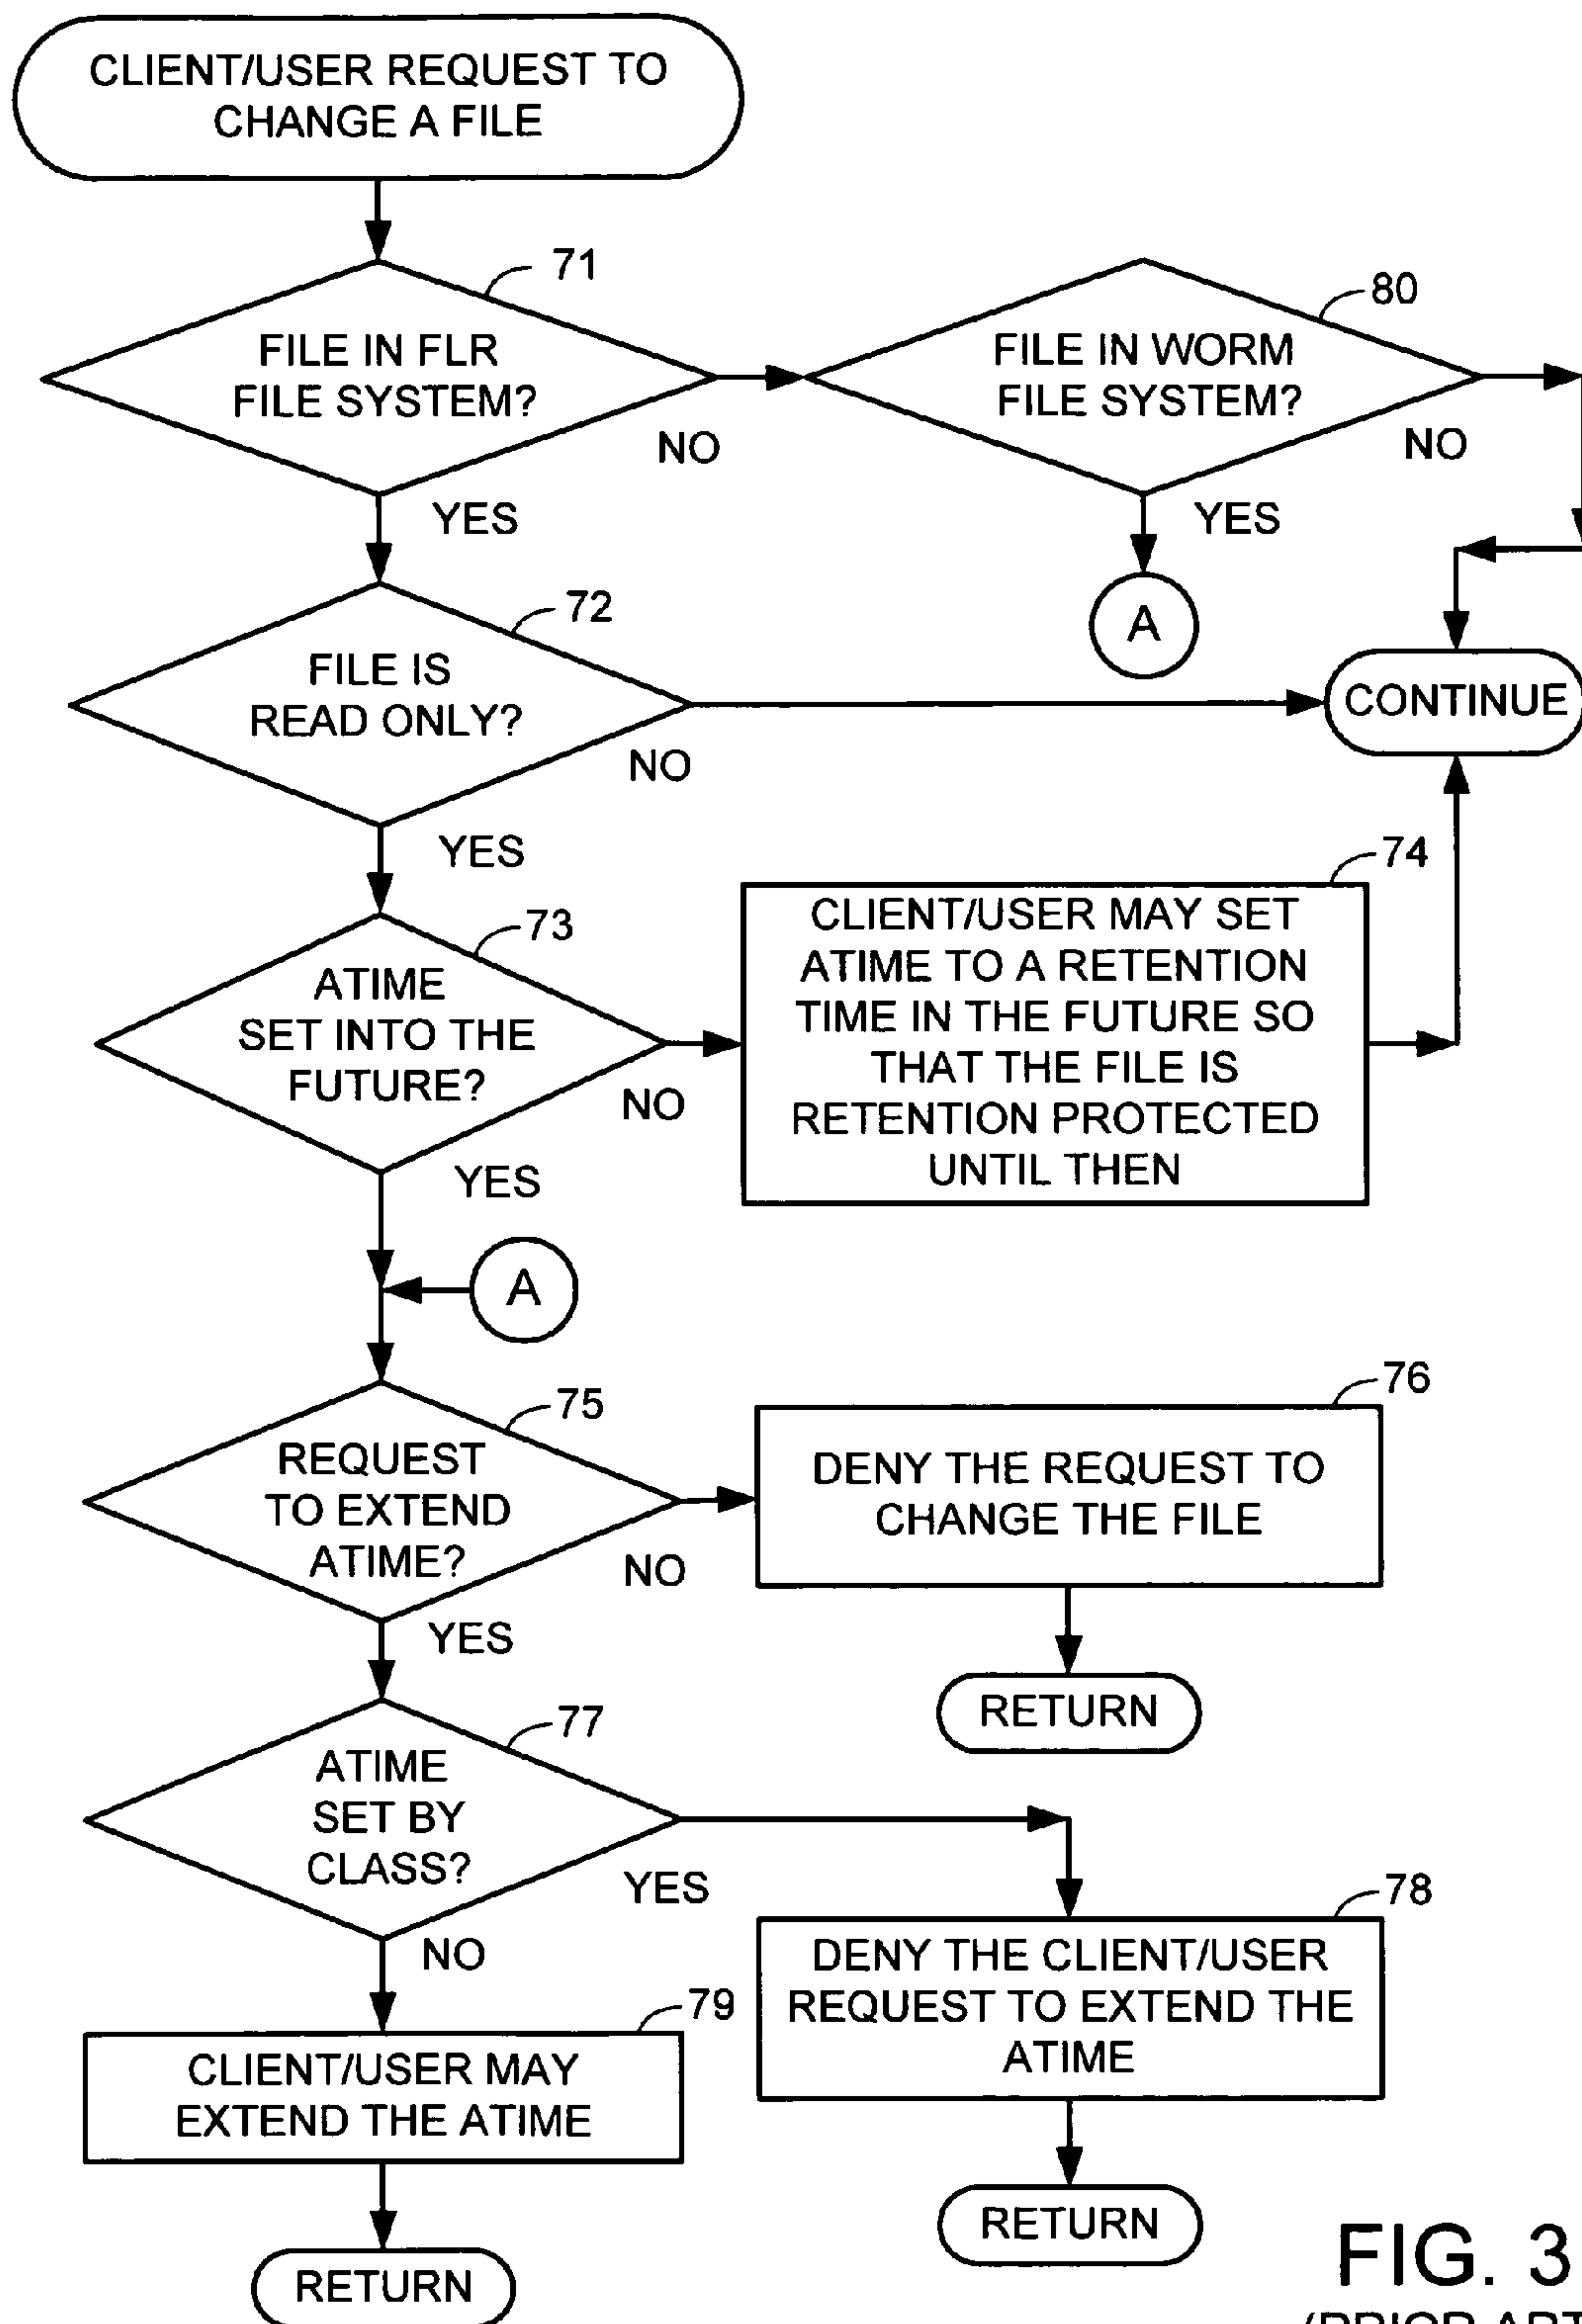 CLIENT/USER REQUEST TO
CHANGE A FILE
71
FILE IN FLR
FILE SYSTEM?
NO
YES
80
FILE IN WORM
FILE SYSTEM?
NO
YES
A
72
FILE IS
READ ONLY?
NO
YES
CONTINUE
73
ATIME
SET INTO THE
FUTURE?
NO
YES
74
CLIENT/USER MAY SET
ATIME TO A RETENTION
TIME IN THE FUTURE SO
THAT THE FILE IS
RETENTION PROTECTED
UNTIL THEN
A
75
REQUEST
TO EXTEND
ATIME?
NO
YES
76
DENY THE REQUEST TO
CHANGE THE FILE
RETURN
77
ATIME
SET BY
CLASS?
YES
NO
78
DENY THE CLIENT/USER
REQUEST TO EXTEND THE
ATIME
RETURN
79
CLIENT/USER MAY
EXTEND THE ATIME
RETURN
FIG. 3
(PRIOR ART